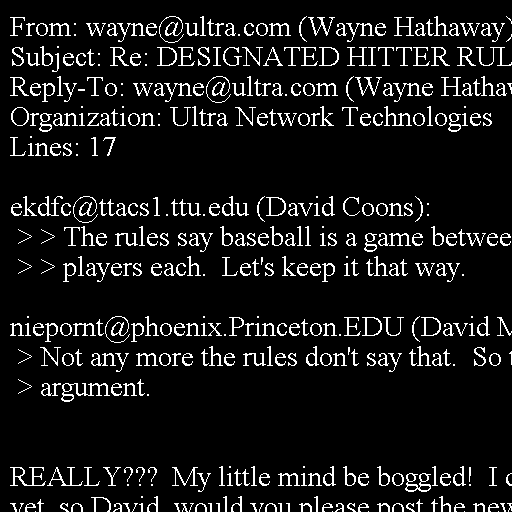 From: wayne@ultra.com (Wayne Hathaway)
Subject: Re: DESIGNATED HITTER RUL
Reply-To: wayne@ultra.com (Wayne Hathaw
Organization: Ultra Network Technologies
Lines: 17
ekdfc@ttacs1.ttu.edu (David Coons):
> > The rules say baseball is a game betwee
> > players each.  Let's keep it that way.
niepornt@phoenix.Princeton.EDU (David M
> Not any more the rules don't say that.  So t
> argument.
REALLY???  My little mind be boggled!  I d
yet, so David, would you please post the new